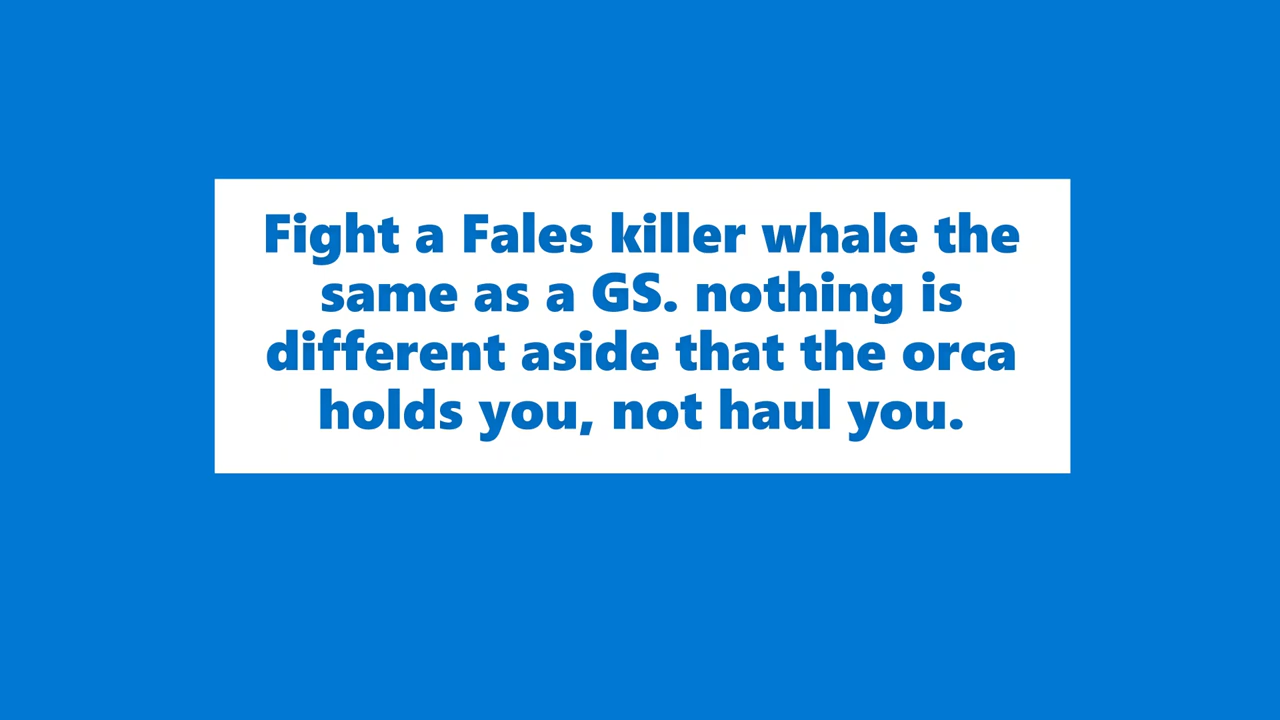 Fight a Fales killer whale the
same as a GS. nothing is
different aside that the orca
holds you, not haul you.